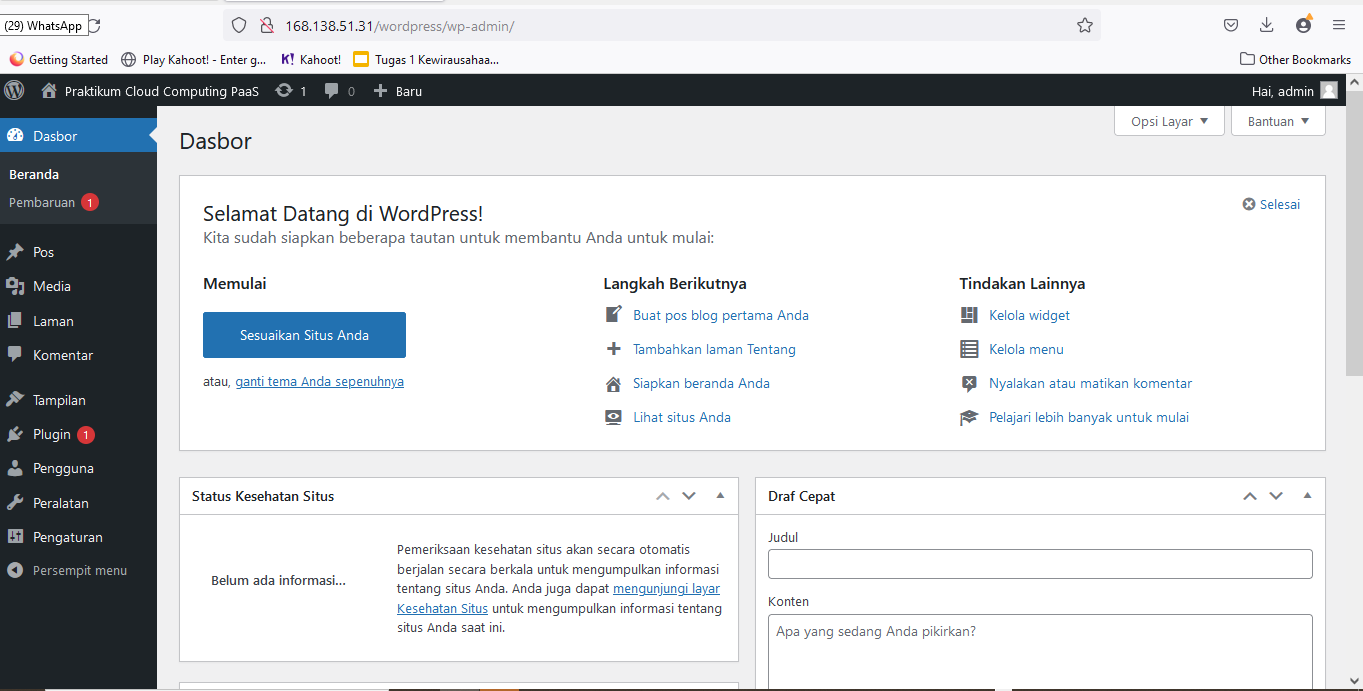 (29) WhatsApp
168.138.51.31/wordpress/wp-admin/
Getting Started
Play Kahoot! - Enter g...
K! Kahoot!
Tugas 1 Kewirausahaa...
Other Bookmarks
Praktikum Cloud Computing PaaS
1
0
Baru
Hai, admin
Dasbor
Beranda
Pembaruan 1
Pos
Media
Laman
Komentar
Tampilan
Plugin 1
Pengguna
Peralatan
Pengaturan
Persempit menu
Opsi Layar
Bantuan
Dasbor
Selamat Datang di WordPress!
Kita sudah siapkan beberapa tautan untuk membantu Anda untuk mulai:
Selesai
Memulai
Sesuaikan Situs Anda
atau, ganti tema Anda sepenuhnya
Langkah Berikutnya
Buat pos blog pertama Anda
Tambahkan laman Tentang
Siapkan beranda Anda
Lihat situs Anda
Tindakan Lainnya
Kelola widget
Kelola menu
Nyalakan atau matikan komentar
Pelajari lebih banyak untuk mulai
Status Kesehatan Situs
Belum ada informasi...
Pemeriksaan kesehatan situs akan secara otomatis
berjalan secara berkala untuk mengumpulkan informasi
tentang situs Anda. Anda juga dapat mengunjungi layar
Kesehatan Situs untuk mengumpulkan informasi tentang
situs Anda saat ini.
Draf Cepat
Judul
Konten
Apa yang sedang Anda pikirkan?